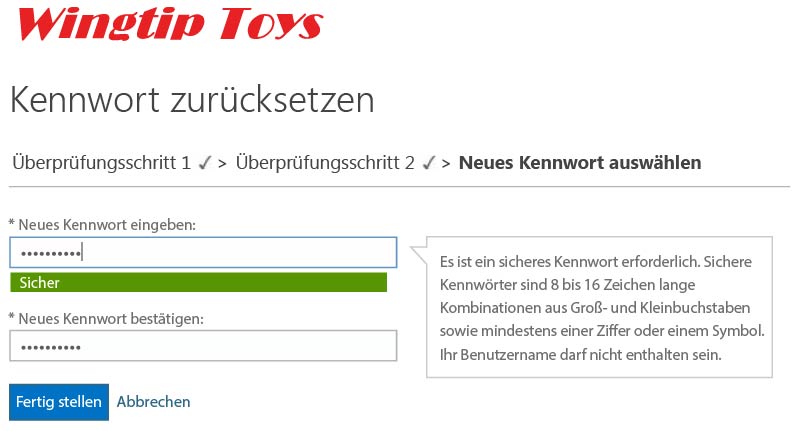 Wingtip Toys
Kennwort zurücksetzen
Überprüfungsschritt 1 ✓ > Überprüfungsschritt 2 ✓ > Neues Kennwort auswählen
* Neues Kennwort eingeben:
••••••••••
Sicher
* Neues Kennwort bestätigen:
••••••••••
Es ist ein sicheres Kennwort erforderlich. Sichere
Kennwörter sind 8 bis 16 Zeichen lange
Kombinationen aus Groß- und Kleinbuchstaben
sowie mindestens einer Ziffer oder einem Symbol.
Ihr Benutzername darf nicht enthalten sein.
Fertig stellen Abbrechen